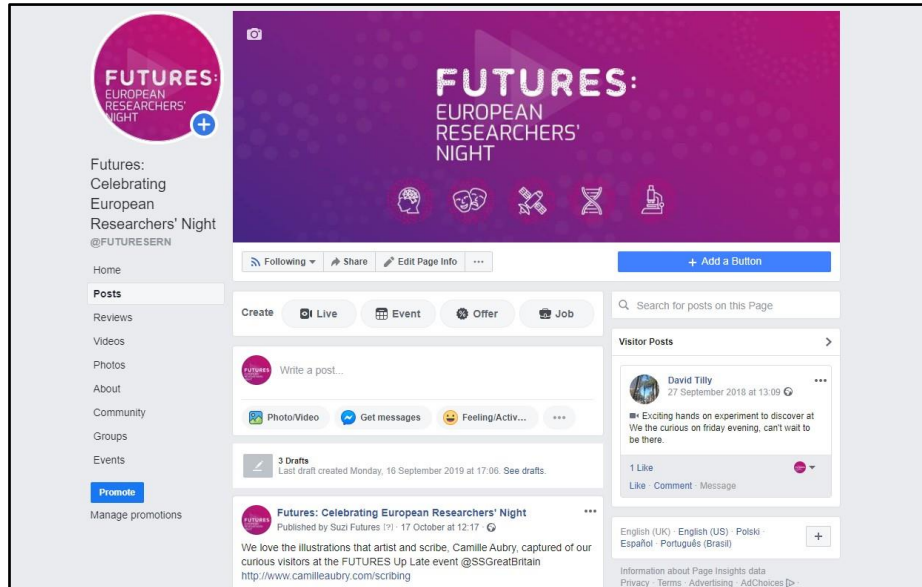 FUTURES:
EUROPEAN
RESEARCHERS'
NIGHT
Futures:
Celebrating
European
Researchers' Night
@FUTURESERN
Home
Posts
Reviews
Videos
Photos
About
Community
Groups
Events
Promote
Manage promotions
FUTURES:
EUROPEAN
RESEARCHERS'
NIGHT
Following Share Edit Page Info ...
+ Add a Button
Create Live Event Offer Job
FUTURES:
Write a post...
Photo/Video Get messages Feeling/Activ... ...
3 Drafts
Last draft created Monday, 16 September 2019 at 17:06. See drafts.
FUTURES:
Futures: Celebrating European Researchers' Night ...
Published by Suzi Futures [?] · 17 October at 12:17 ·
We love the illustrations that artist and scribe, Camille Aubry, captured of our
curious visitors at the FUTURES Up Late event @SSGreatBritain
http://www.camilleaubry.com/scribing
Search for posts on this Page
Visitor Posts
David Tilly ...
27 September 2018 at 13:09
Exciting hands on experiment to discover at
We the curious on friday evening, can't wait to
be there.
1 Like
Like · Comment · Message
English (UK) · English (US) · Polski ·
Español · Português (Brasil)
+
Information about Page Insights data
Privacy · Terms · Advertising · AdChoices ·